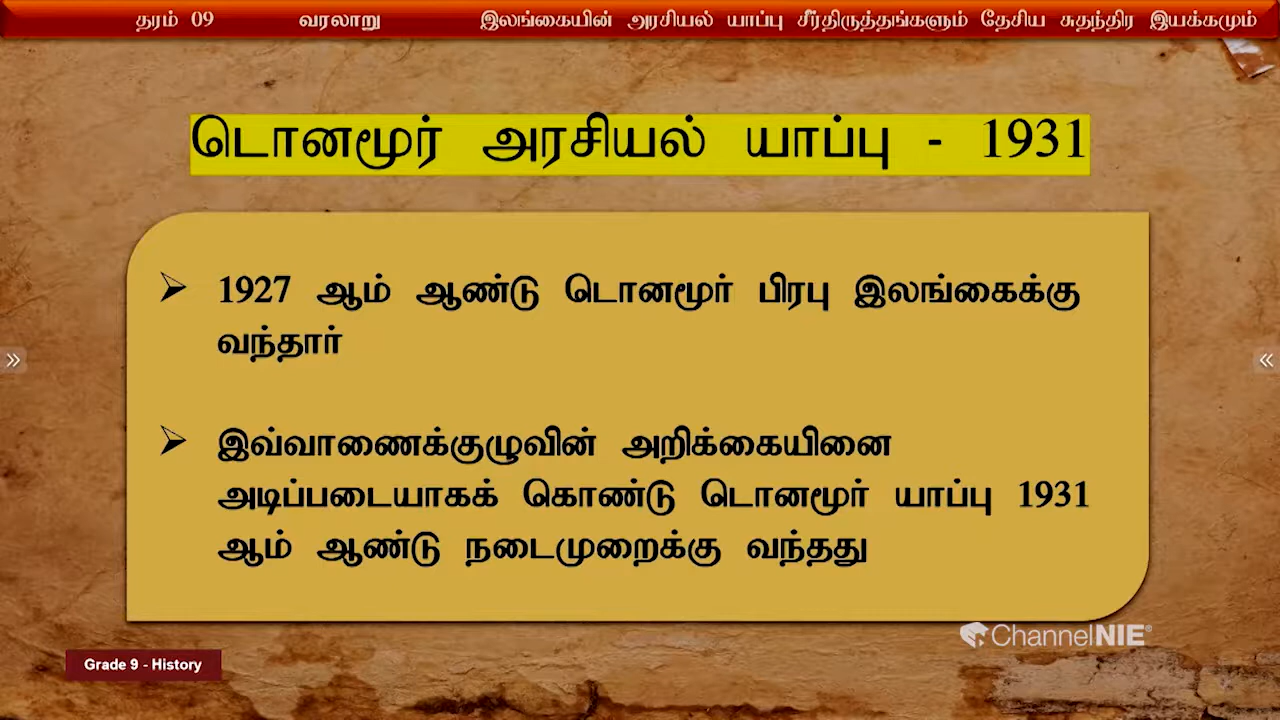 தரம் 09 வரலாறு இலங்கையின் அரசியல் யாப்பு சீர்திருத்தங்களும் தேசிய சுதந்திர இயக்கமும்
டொனமூர் அரசியல் யாப்பு - 1931
➢ 1927 ஆம் ஆண்டு டொனமூர் பிரபு இலங்கைக்கு
வந்தார்
➢ இவ்வாணைக்குழுவின் அறிக்கையினை
அடிப்படையாகக் கொண்டு டொனமூர் யாப்பு 1931
ஆம் ஆண்டு நடைமுறைக்கு வந்தது
ChannelNIE®
Grade 9 - History